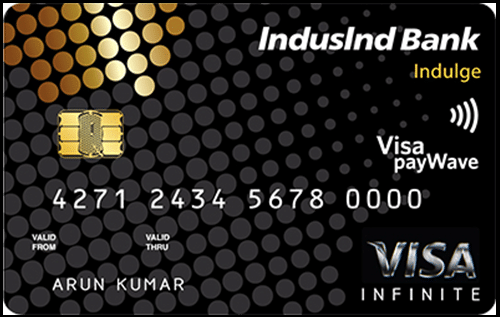 IndusInd Bank
Indulge
Visa
payWave
4271 2434 5678 0000
VALID FROM
VALID THRU
ARUN KUMAR
VISA
INFINITE